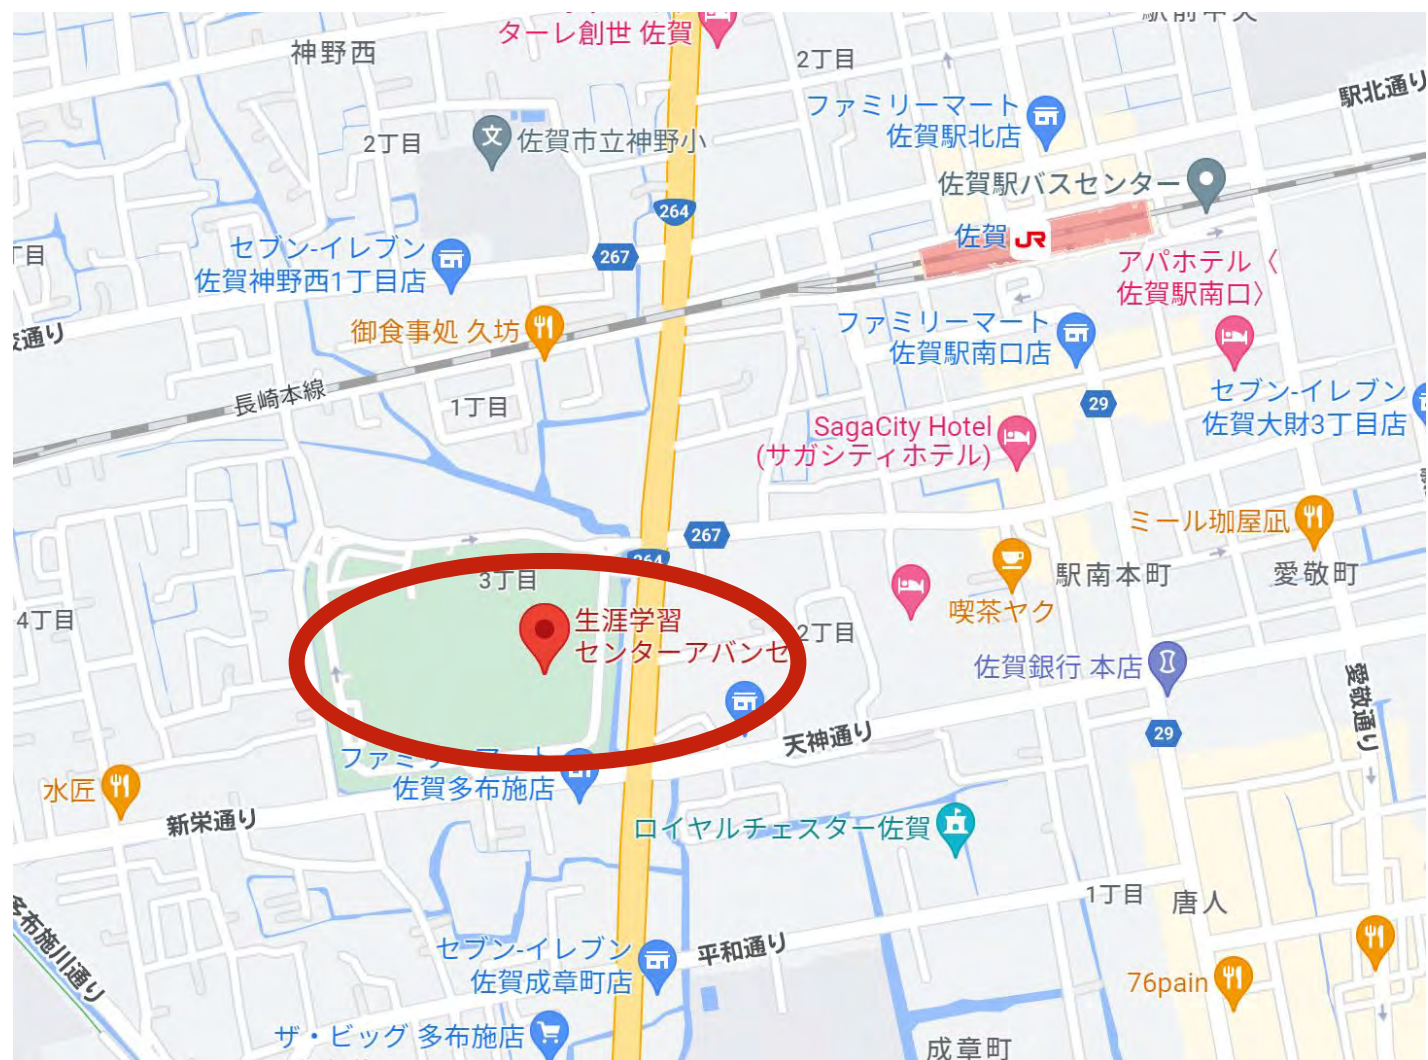 駅前中央
ターレ創世 佐賀
神野西
2丁目
駅北通り
ファミリーマート
佐賀駅北店
2丁目
佐賀市立神野小
佐賀駅バスセンター
264
佐賀
JR
丁目
セブン-イレブン
佐賀神野西1丁目店
267
アパホテル〈
佐賀駅南口〉
通り
御食事処 久坊
ファミリーマート
佐賀駅南口店
長崎本線
1丁目
29
セブン-イレブン
佐賀大財3丁目店
SagaCity Hotel
(サガシティホテル)
ミール珈屋凪
267
264
3丁目
駅南本町
愛敬町
喫茶ヤク
4丁目
生涯学習
センターアバンセ
2丁目
佐賀銀行 本店
愛敬通り
天神通り
29
ファミリーマート
佐賀多布施店
水匠
新栄通り
ロイヤルチェスター佐賀
1丁目
唐人
多布施川通り
セブン-イレブン
佐賀成章町店
平和通り
76pain
ザ・ビッグ 多布施店
成章町